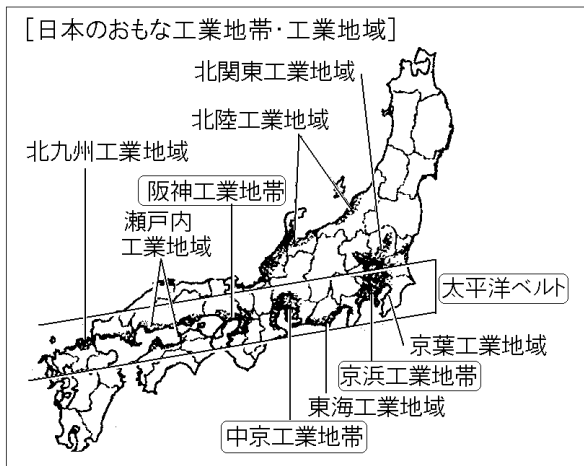 [日本のおもな工業地帯・工業地域]
北関東工業地域
北陸工業地域
北九州工業地域
阪神工業地帯
瀬戸内
工業地域
太平洋ベルト
京葉工業地域
京浜工業地帯
東海工業地域
中京工業地帯